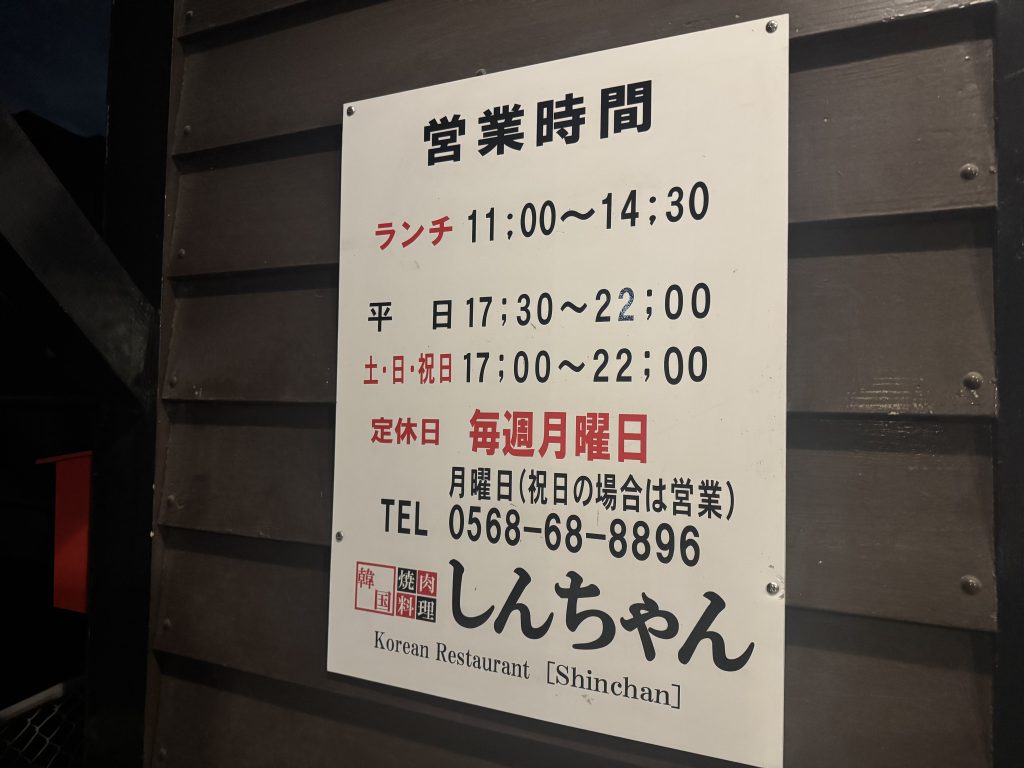 営業時間
ランチ 11;00〜14;30
平 日 17;30〜22;00
土・日・祝日 17;00〜22;00
定休日 毎週月曜日
月曜日(祝日の場合は営業)
TEL 0568-68-8896
韓国 焼肉料理 しんちゃん
Korean Restaurant [Shinchan]